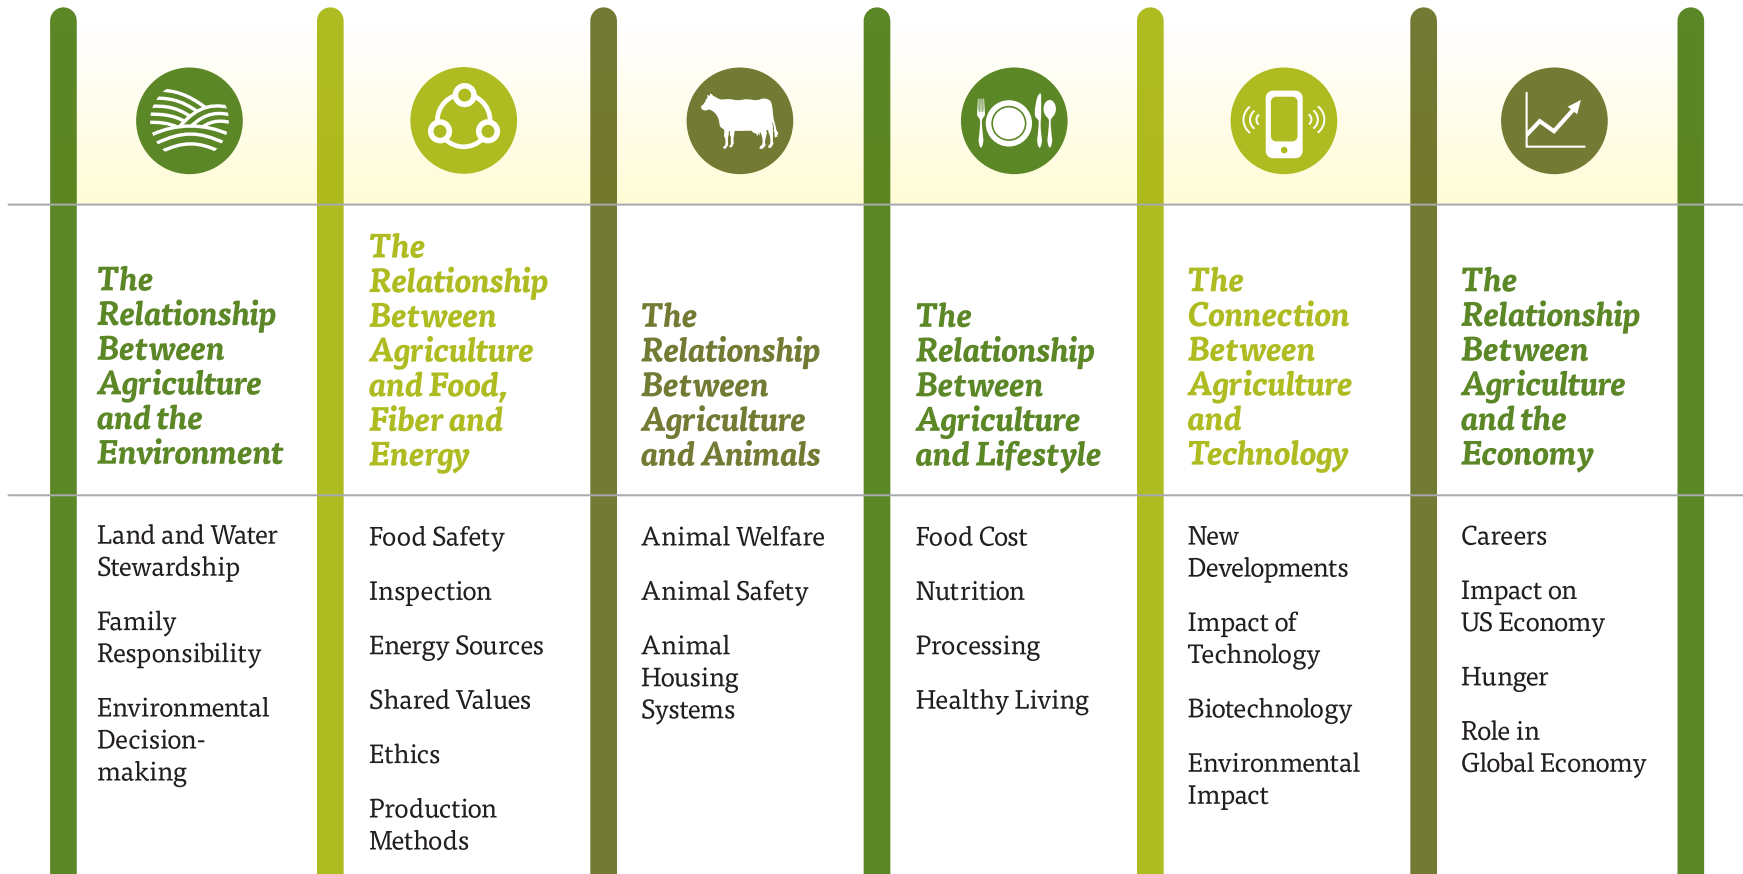 The
Relationship
Between
Agriculture
and the
Environment
The
Relationship
Between
Agriculture
and Food,
Fiber and
Energy
The
Relationship
Between
Agriculture
and Animals
The
Relationship
Between
Agriculture
and Lifestyle
The
Connection
Between
Agriculture
and
Technology
The
Relationship
Between
Agriculture
and the
Economy
Land and Water
Stewardship
Family
Responsibility
Environmental
Decision-
making
Food Safety
Inspection
Energy Sources
Shared Values
Ethics
Production
Methods
Animal Welfare
Animal Safety
Animal
Housing
Systems
Food Cost
Nutrition
Processing
Healthy Living
New
Developments
Impact of
Technology
Biotechnology
Environmental
Impact
Careers
Impact on
US Economy
Hunger
Role in
Global Economy